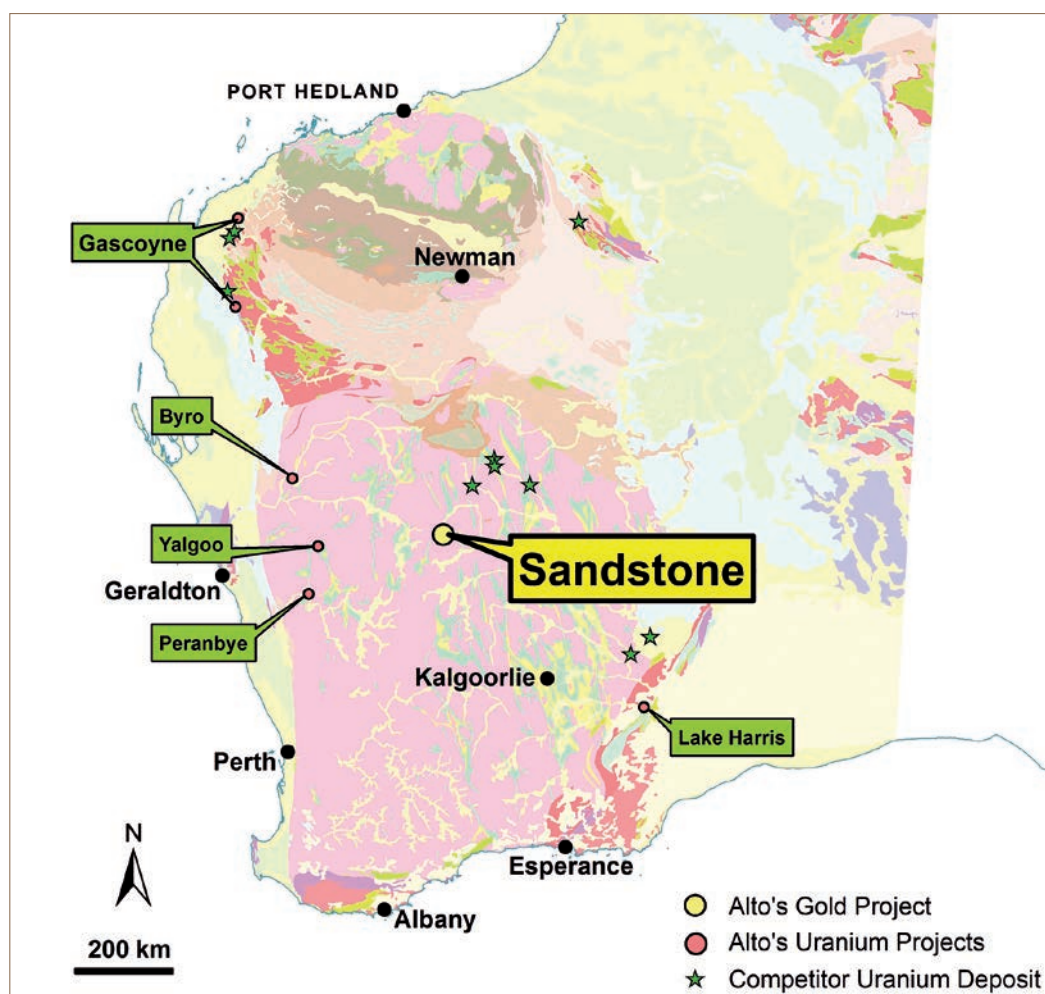 PORT HEDLAND
Gascoyne
Newman
Byro
Sandstone
Yalgoo
Geraldton
Peranbye
Kalgoorlie
Lake Harris
Perth
N
Esperance
Albany
200 km
Alto's Gold Project
Alto's Uranium Projects
Competitor Uranium Deposit